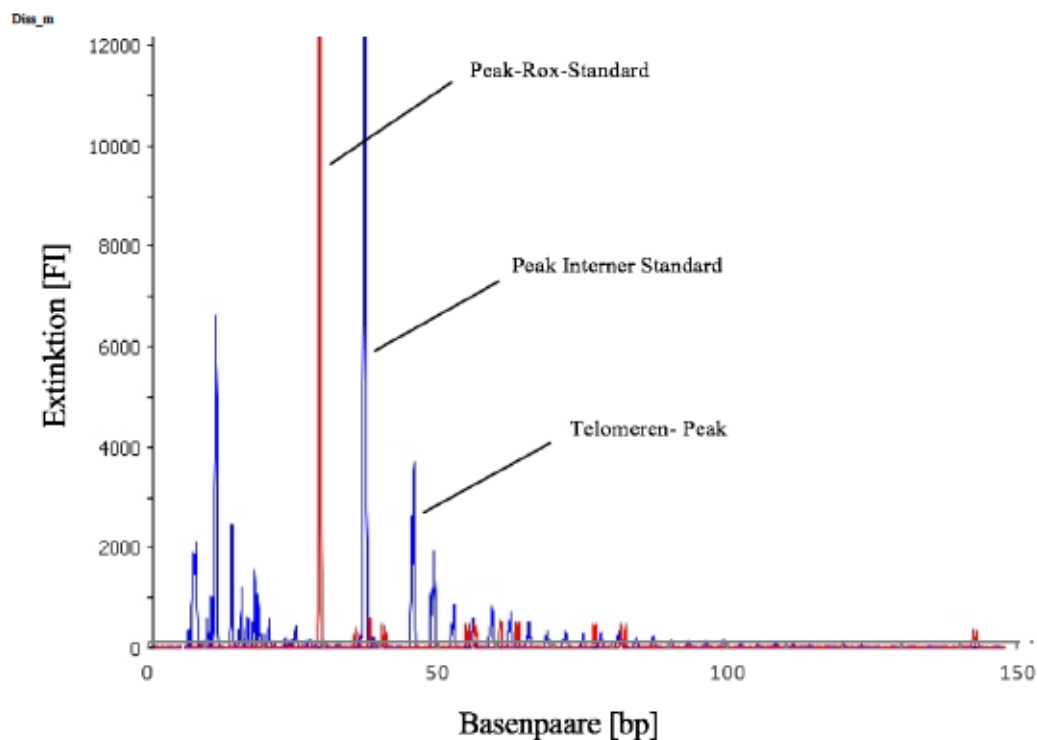 Diss_m
12000
Peak-Rox-Standard
10000
8000
Peak Interner Standard
6000
Telomeren- Peak
4000
2000
0
Extinktion [FI]
0 50 100 150
Basenpaare [bp]